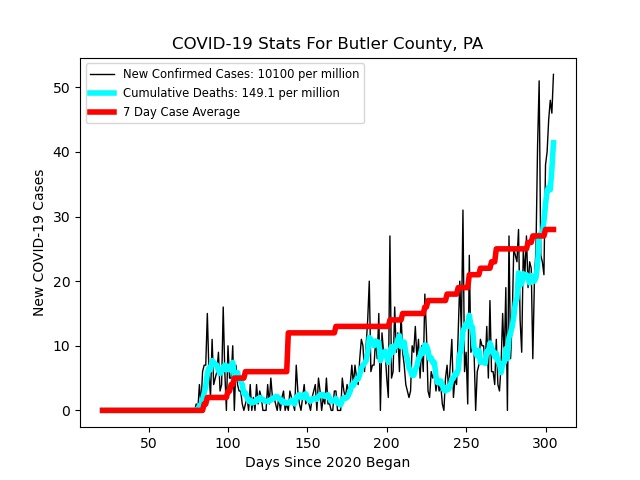 COVID-19 Stats For Butler County, PA
New Confirmed Cases: 10100 per million
Cumulative Deaths: 149.1 per million
7 Day Case Average
50
40
30
20
10
0
New COVID-19 Cases
50 100 150 200 250 300
Days Since 2020 Began